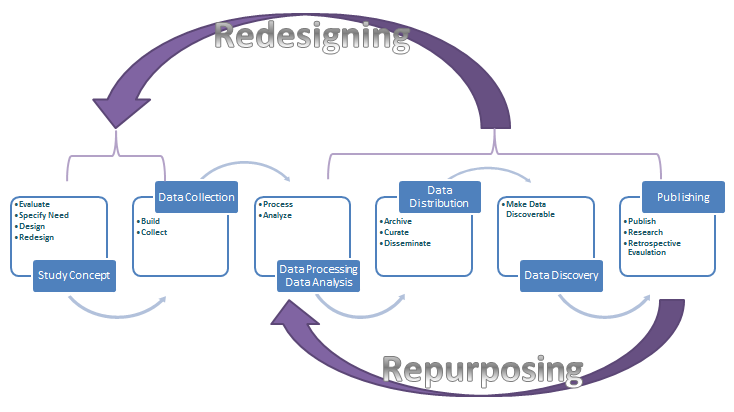 Redesigning
•Evaluate
•Specify Need
•Design
•Redesign
Study Concept
Data Collection
•Build
•Collect
•Process
•Analyze
Data Processing
Data Analysis
Data
Distribution
•Archive
•Curate
•Disseminate
•Make Data
Discoverable
Data Discovery
Publishing
•Publish
•Research
•Retrospective
Evaulation
Repurposing